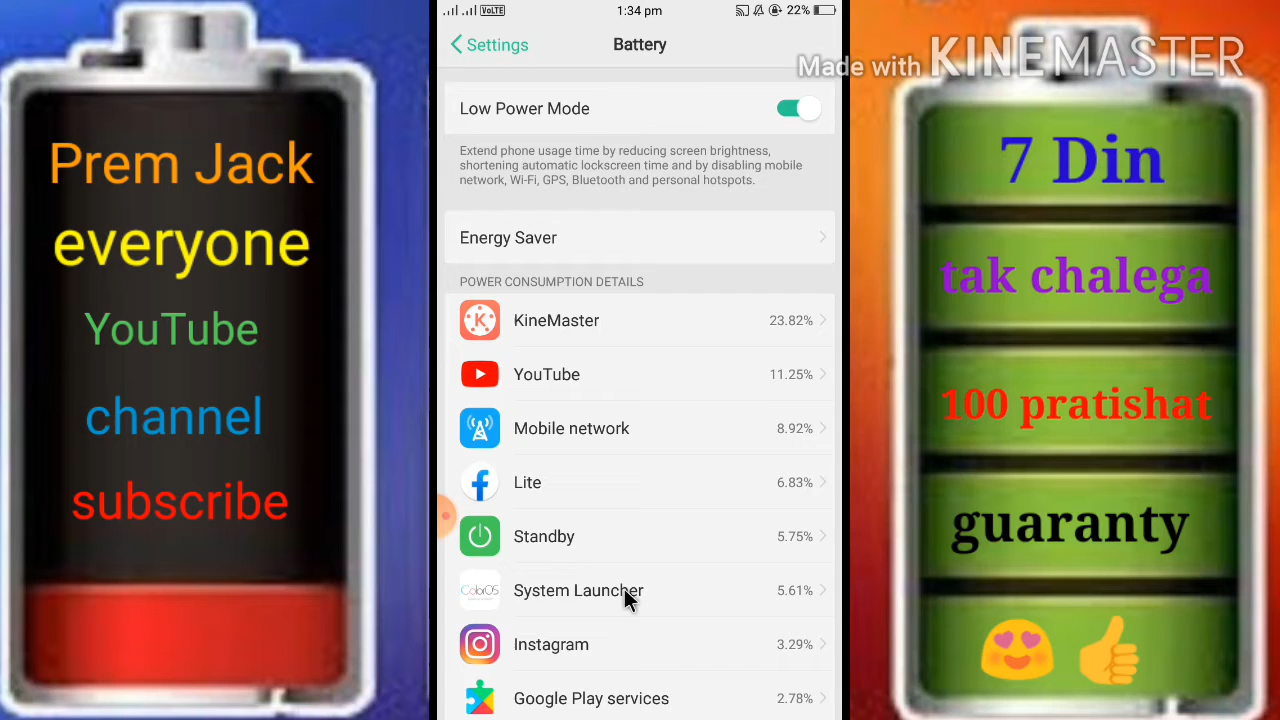 Prem Jack
everyone
YouTube
channel
subscribe
VoLTE
1:34 pm
22%
Settings
Battery
Low Power Mode
Extend phone usage time by reducing screen brightness,
shortening automatic lockscreen time and by disabling mobile
network, Wi-Fi, GPS, Bluetooth and personal hotspots.
Energy Saver
POWER CONSUMPTION DETAILS
K
KineMaster 23.82%
YouTube 11.25%
Mobile network 8.92%
Lite 6.83%
Standby 5.75%
ColorOS
System Launcher 5.61%
Instagram 3.29%
Google Play services 2.78%
Made with KINEMASTER
7 Din
tak chalega
100 pratishat
guaranty